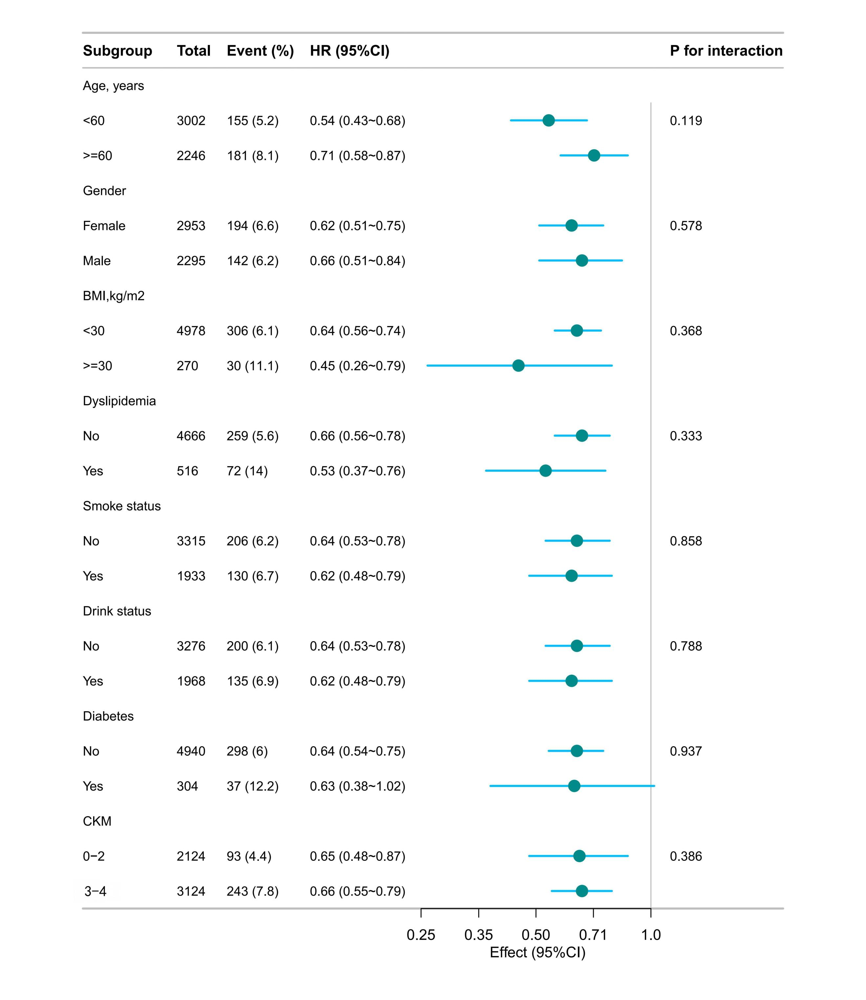 Subgroup Total Event (%) HR (95%CI) P for interaction
Age, years
<60 3002 155 (5.2) 0.54 (0.43~0.68) 0.119
>=60 2246 181 (8.1) 0.71 (0.58~0.87)
Gender
Female 2953 194 (6.6) 0.62 (0.51~0.75) 0.578
Male 2295 142 (6.2) 0.66 (0.51~0.84)
BMI,kg/m2
<30 4978 306 (6.1) 0.64 (0.56~0.74) 0.368
>=30 270 30 (11.1) 0.45 (0.26~0.79)
Dyslipidemia
No 4666 259 (5.6) 0.66 (0.56~0.78) 0.333
Yes 516 72 (14) 0.53 (0.37~0.76)
Smoke status
No 3315 206 (6.2) 0.64 (0.53~0.78) 0.858
Yes 1933 130 (6.7) 0.62 (0.48~0.79)
Drink status
No 3276 200 (6.1) 0.64 (0.53~0.78) 0.788
Yes 1968 135 (6.9) 0.62 (0.48~0.79)
Diabetes
No 4940 298 (6) 0.64 (0.54~0.75) 0.937
Yes 304 37 (12.2) 0.63 (0.38~1.02)
CKM
0−2 2124 93 (4.4) 0.65 (0.48~0.87) 0.386
3−4 3124 243 (7.8) 0.66 (0.55~0.79)
0.25 0.35 0.50 0.71 1.0
Effect (95%CI)